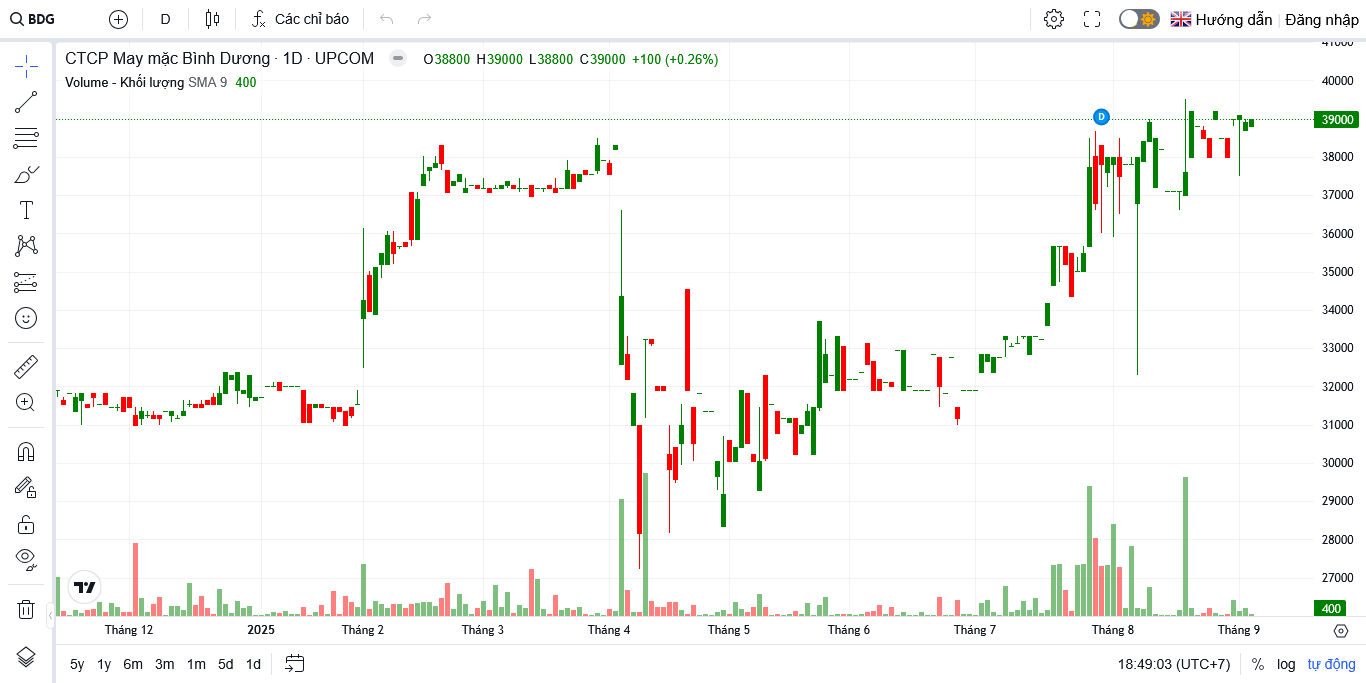 BDG D Các chỉ báo Hướng dẫn Đăng nhập
CTCP May mặc Bình Dương · 1D · UPCOM O38800 H39000 L38800 C39000 +100 (+0.26%)
Volume - Khối lượng SMA 9 400
41000
40000
39000
38000
37000
36000
35000
34000
33000
32000
31000
30000
29000
28000
27000
400
D
Tháng 12 2025 Tháng 2 Tháng 3 Tháng 4 Tháng 5 Tháng 6 Tháng 7 Tháng 8 Tháng 9
5y 1y 6m 3m 1m 5d 1d 18:49:03 (UTC+7) % log tự động